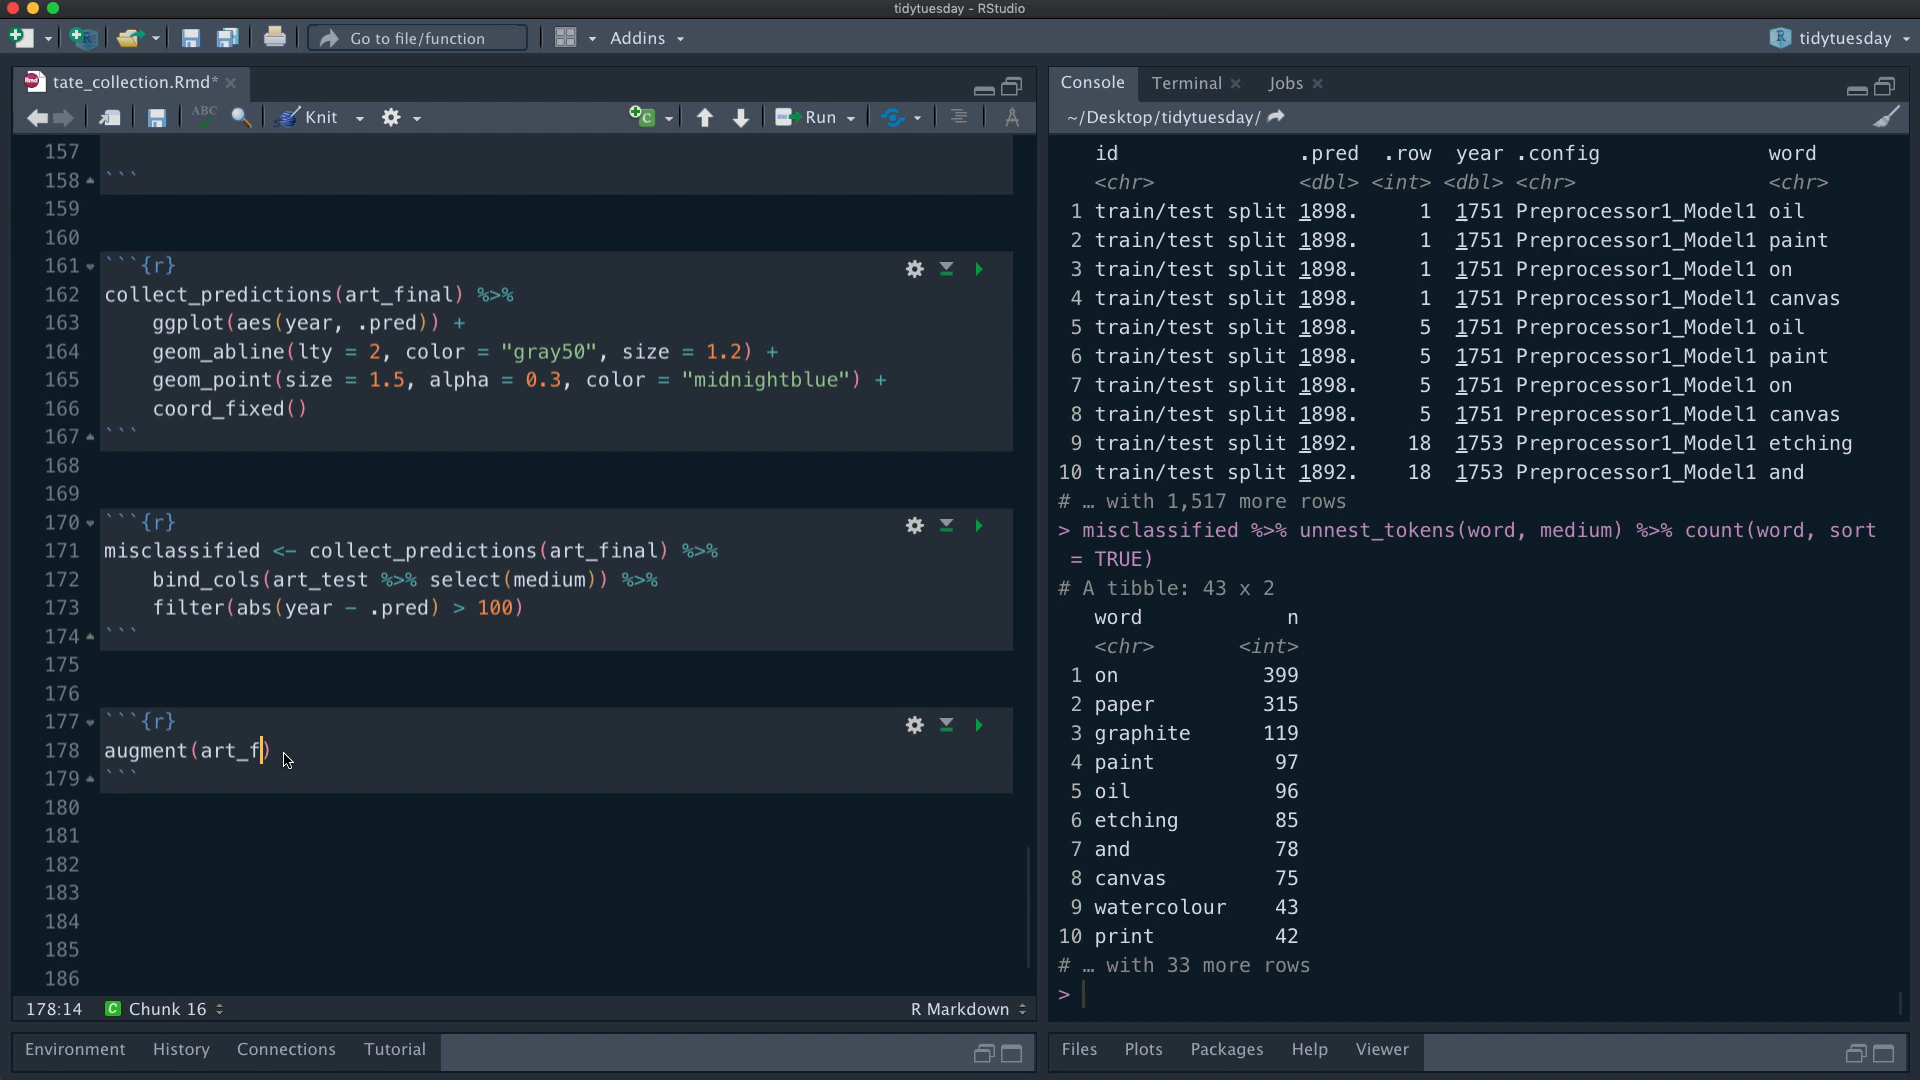 tidytuesday - RStudio
Go to file/function
Addins
tidytuesday
tate_collection.Rmd*
ABC
Knit
Run
157
158 ```
159
160
161 ```{r}
162 collect_predictions(art_final) %>%
163 ggplot(aes(year, .pred)) +
164 geom_abline(lty = 2, color = "gray50", size = 1.2) +
165 geom_point(size = 1.5, alpha = 0.3, color = "midnightblue") +
166 coord_fixed()
167 ```
168
169
170 ```{r}
171 misclassified <- collect_predictions(art_final) %>%
172 bind_cols(art_test %>% select(medium)) %>%
173 filter(abs(year - .pred) > 100)
174 ```
175
176
177 ```{r}
178 augment(art_f)
179 ```
180
181
182
183
184
185
186
178:14 C Chunk 16 R Markdown
Environment History Connections Tutorial
Console Terminal Jobs
~/Desktop/tidytuesday/
id .pred .row year .config word
<chr> <dbl> <int> <dbl> <chr> <chr>
1 train/test split 1898. 1 1751 Preprocessor1_Model1 oil
2 train/test split 1898. 1 1751 Preprocessor1_Model1 paint
3 train/test split 1898. 1 1751 Preprocessor1_Model1 on
4 train/test split 1898. 1 1751 Preprocessor1_Model1 canvas
5 train/test split 1898. 5 1751 Preprocessor1_Model1 oil
6 train/test split 1898. 5 1751 Preprocessor1_Model1 paint
7 train/test split 1898. 5 1751 Preprocessor1_Model1 on
8 train/test split 1898. 5 1751 Preprocessor1_Model1 canvas
9 train/test split 1892. 18 1753 Preprocessor1_Model1 etching
10 train/test split 1892. 18 1753 Preprocessor1_Model1 and
# … with 1,517 more rows
> misclassified %>% unnest_tokens(word, medium) %>% count(word, sort
= TRUE)
# A tibble: 43 x 2
word n
<chr> <int>
1 on 399
2 paper 315
3 graphite 119
4 paint 97
5 oil 96
6 etching 85
7 and 78
8 canvas 75
9 watercolour 43
10 print 42
# … with 33 more rows
>
Files Plots Packages Help Viewer